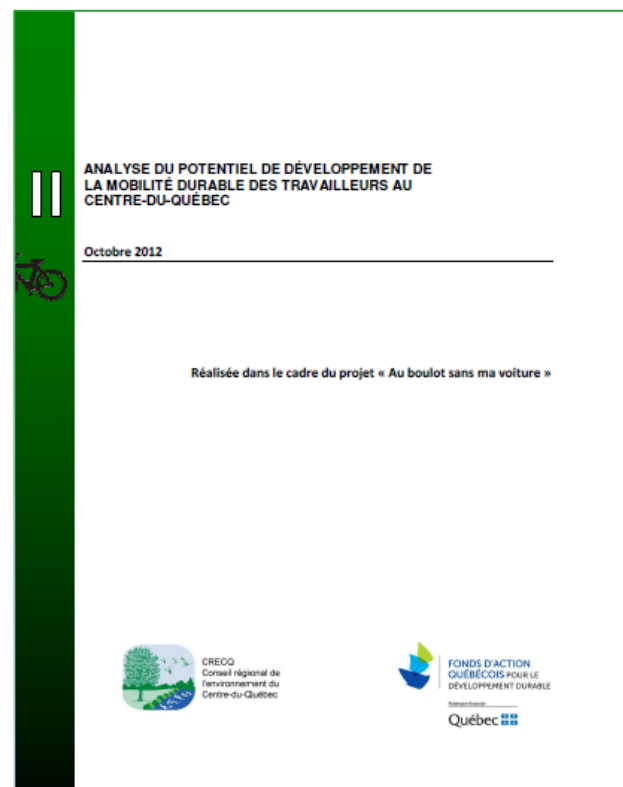 ANALYSE DU POTENTIEL DE DÉVELOPPEMENT DE
LA MOBILITÉ DURABLE DES TRAVAILLEURS AU
CENTRE-DU-QUÉBEC
Octobre 2012
Réalisée dans le cadre du projet « Au boulot sans ma voiture »
CRECQ
Conseil régional de
l'environnement du
Centre-du-Québec
FONDS D'ACTION
QUÉBÉCOIS POUR LE
DÉVELOPPEMENT DURABLE
Partenaire financier
Québec